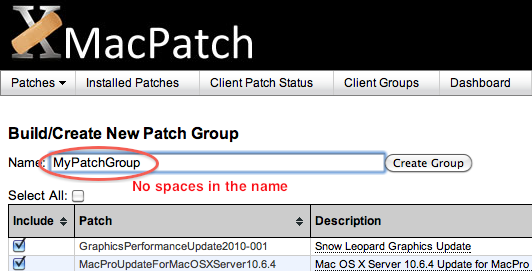 X MacPatch
Patches Installed Patches Client Patch Status Client Groups Dashboard
Build/Create New Patch Group
Name: MyPatchGroup Create Group
No spaces in the name
Select All:
Include Patch Description
GraphicsPerformanceUpdate2010-001 Snow Leopard Graphics Update
MacProUpdateForMacOSXServer10.6.4 Mac OS X Server 10.6.4 Update for MacPro